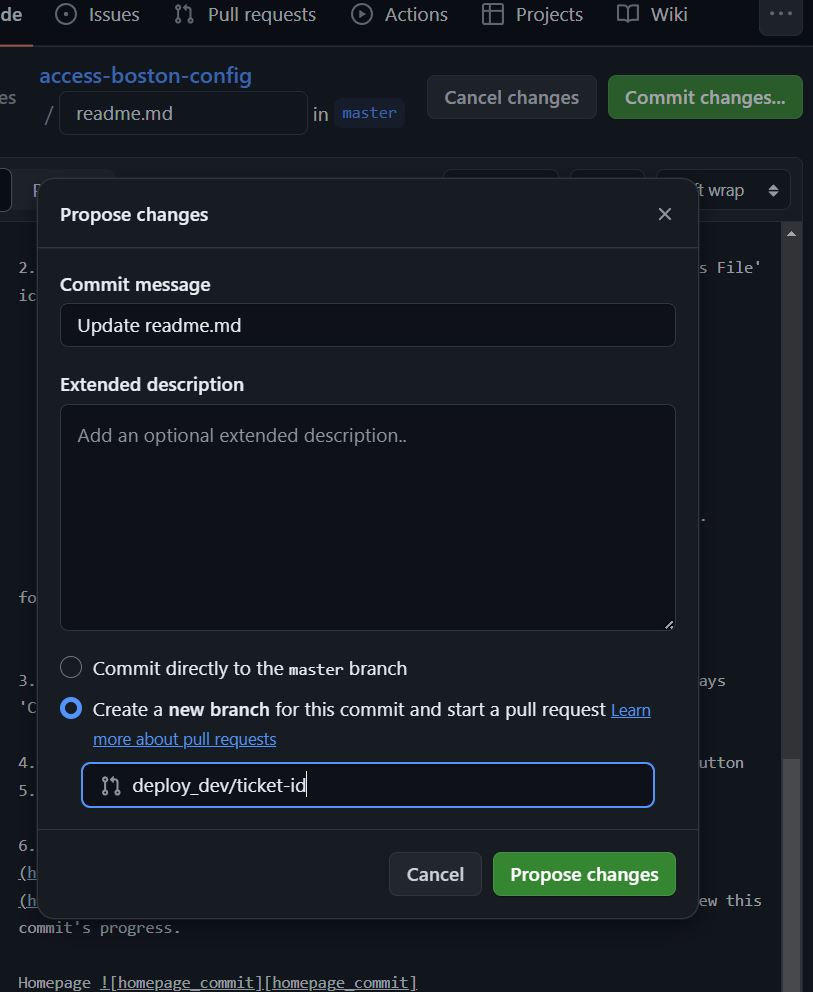 de Issues Pull requests Actions Projects Wiki
access-boston-config
es / readme.md in master Cancel changes Commit changes...
t wrap
Propose changes
2. s File'
ic
Commit message
Update readme.md
Extended description
Add an optional extended description..
.
fo
Commit directly to the master branch
3. ays
'C
Create a new branch for this commit and start a pull request Learn
more about pull requests
4. utton
5.
deploy_dev/ticket-id
6.
(h
Cancel Propose changes
(h ew this
commit's progress.
Homepage ![homepage_commit][homepage_commit]